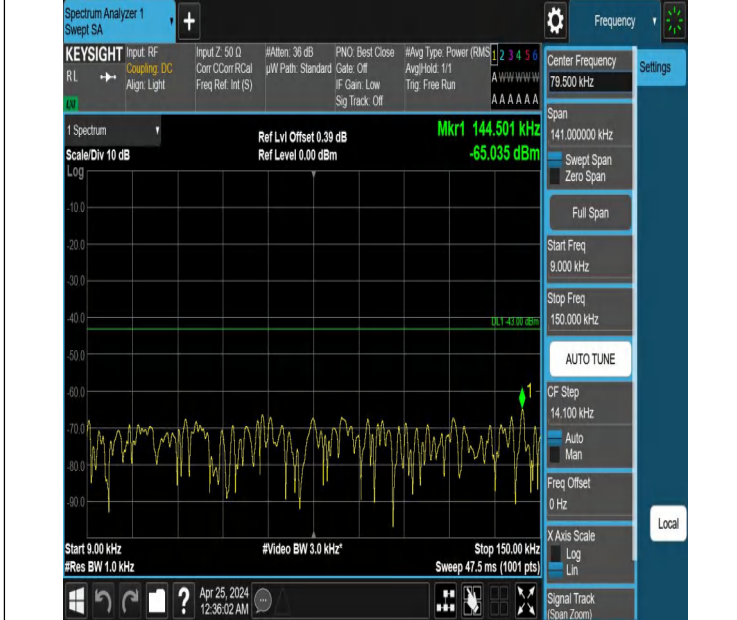 Spectrum Analyzer 1
Swept SA
+
Frequency
KEYSIGHT
RL
Input: RF
Coupling: DC
Align: Light
Input Z: 50 Ω
Corr CCorr RCal
Freq Ref: Int (S)
#Atten: 36 dB
µW Path: Standard
PNO: Best Close
Gate: Off
IF Gain: Low
Sig Track: Off
#Avg Type: Power (RMS
Avg|Hold: 1/1
Trig: Free Run
1 2 3 4 5 6
A W W W W W
A A A A A A
LXI
1 Spectrum
Scale/Div 10 dB
Log
Ref Lvl Offset 0.39 dB
Ref Level 0.00 dBm
Mkr1 144.501 kHz
-65.035 dBm
-10.0
-20.0
-30.0
-40.0
-50.0
-60.0
-70.0
-80.0
-90.0
DL1 -43.00 dBm
1
Start 9.00 kHz
#Res BW 1.0 kHz
#Video BW 3.0 kHz*
Stop 150.00 kHz
Sweep 47.5 ms (1001 pts)
Center Frequency
79.500 kHz
Settings
Span
141.000000 kHz
Swept Span
Zero Span
Full Span
Start Freq
9.000 kHz
Stop Freq
150.000 kHz
AUTO TUNE
CF Step
14.100 kHz
Auto
Man
Freq Offset
0 Hz
X Axis Scale
Log
Lin
Local
Signal Track
(Span Zoom)
?
Apr 25, 2024
12:36:02 AM